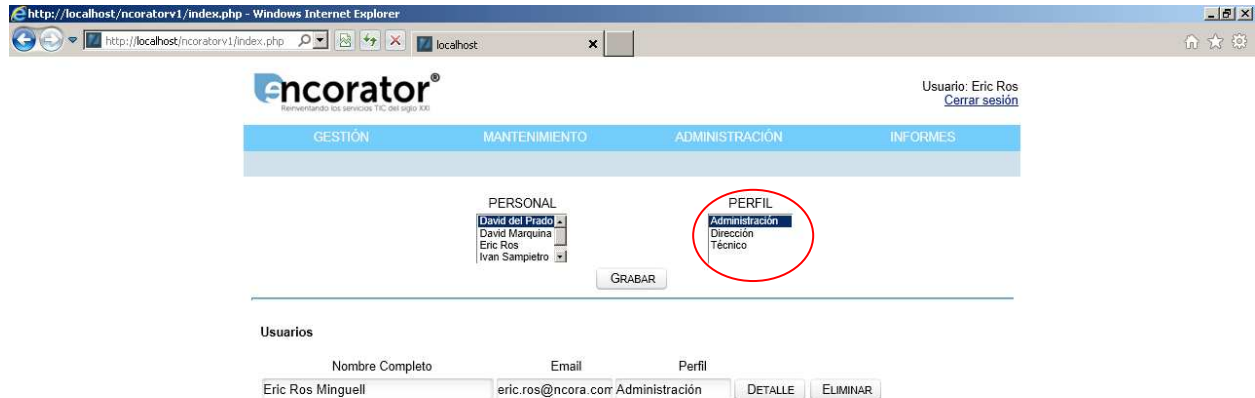 http://localhost/ncoratorv1/index.php - Windows Internet Explorer
http://localhost/ncoratorv1/index.php
localhost
encorator®
Reinventando los servicios TIC del siglo XXI
Usuario: Eric Ros
Cerrar sesión
GESTIÓN MANTENIMIENTO ADMINISTRACIÓN INFORMES
PERSONAL PERFIL
David del Prado Administración
David Marquina Dirección
Eric Ros Técnico
Ivan Sampietro
GRABAR
Usuarios
Nombre Completo Email Perfil
Eric Ros Minguell eric.ros@ncora.com Administración DETALLE ELIMINAR